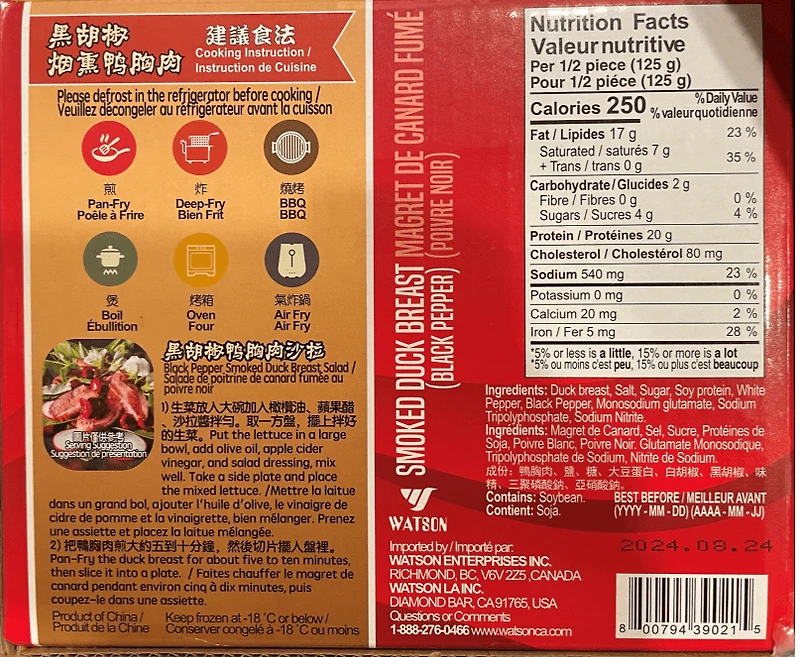 黑胡椒
烟熏鸭胸肉
建議食法
Cooking Instruction /
Instruction de Cuisine
Please defrost in the refrigerator before cooking /
Veuillez décongeler au réfrigérateur avant la cuisson
煎
Pan-Fry
Poêle à Frire
炸
Deep-Fry
Bien Frit
燒烤
BBQ
BBQ
煲
Boil
Ébullition
烤箱
Oven
Four
氣炸鍋
Air Fry
Air Fry
圖片僅供參考
Serving Suggestion
Suggestion de présentation
黑胡椒鴨胸肉沙拉
Black Pepper Smoked Duck Breast Salad /
Salade de poitrine de canard fumée au
poivre noir
1) 生菜放人大碗加入橄欖油、蘋果醋
、沙拉醬拌勻。取一方盤，擺上拌好
的生菜。Put the lettuce in a large
bowl, add olive oil, apple cider
vinegar, and salad dressing, mix
well. Take a side plate and place
the mixed lettuce. /Mettre la laitue
dans un grand bol, ajouter l'huile d'olive, le vinaigre de
cidre de pomme et la vinaigrette, bien mélanger. Prenez
une assiette et placez la laitue mélangée.
2) 把鴨胸肉煎大約五到十分鐘，然後切片擺人盤裡。
Pan-Fry the duck breast for about five to ten minutes,
then slice it into a plate. / Faites chauffer le magret de
canard pendant environ cinq à dix minutes, puis
coupez-le dans une assiette.
Product of China /
Produit de la Chine
Keep frozen at -18 ˚C or below /
Conserver congelé à -18 ˚C ou moins
SMOKED DUCK BREAST MAGRET DE CANARD FUMÉ
(BLACK PEPPER) (POIVRE NOIR)
WATSON
Nutrition Facts
Valeur nutritive
Per 1/2 piece (125 g)
Pour 1/2 piéce (125 g)
Calories 250
% Daily Value
% valeur quotidienne
Fat / Lipides 17 g 23 %
Saturated / saturés 7 g
+ Trans / trans 0 g 35 %
Carbohydrate / Glucides 2 g
Fibre / Fibres 0 g 0 %
Sugars / Sucres 4 g 4 %
Protein / Protéines 20 g
Cholesterol / Cholestérol 80 mg
Sodium 540 mg 23 %
Potassium 0 mg 0 %
Calcium 20 mg 2 %
Iron / Fer 5 mg 28 %
*5% or less is a little, 15% or more is a lot
*5% ou moins c'est peu, 15% ou plus c'est beaucoup
Ingredients: Duck breast, Salt, Sugar, Soy protein, White
Pepper, Black Pepper, Monosodium glutamate, Sodium
Tripolyphosphate, Sodium Nitrite.
Ingrédients: Magret de Canard, Sel, Sucre, Protéines de
Soja, Poivre Blanc, Poivre Noir. Glutamate Monosodique,
Tripolyphosphate de Sodium, Nitrite de Sodium.
成份：鴨胸肉、鹽、糖、大豆蛋白、白胡椒、黑胡椒、味
精、三聚磷酸鈉、亞硝酸鈉。
Contains: Soybean.
Contient: Soja.
BEST BEFORE / MEILLEUR AVANT
(YYYY - MM - DD) (AAAA - MM - JJ)
2024.08.24
Imported by / Importé par:
WATSON ENTERPRISES INC.
RICHMOND, BC, V6V 2Z5 ,CANADA
WATSON LA INC.
DIAMOND BAR, CA 91765, USA
Questions or Comments
1-888-276-0466 www.watsonca.com
8 00794 39021 5